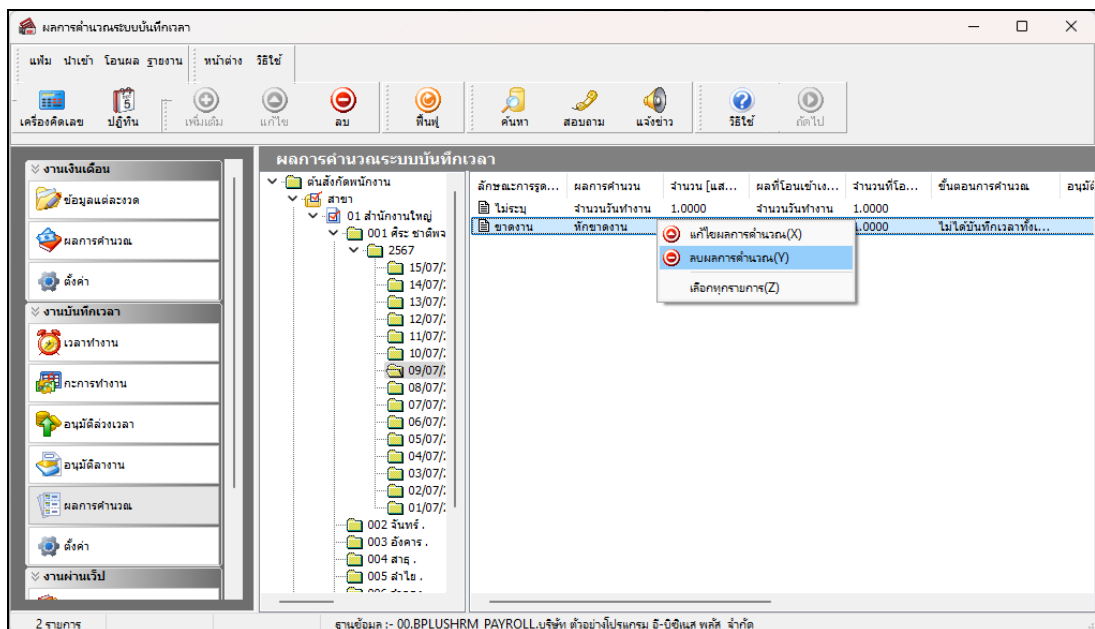 ผลการคำนวณระบบบันทึกเวลา
แฟ้ม นำเข้า โอนผล รายงาน หน้าต่าง วิธีใช้
เครื่องคิดเลข ปฏิทิน เพิ่มเติม แก้ไข ลบ ฟื้นฟู ค้นหา สอบถาม แจ้งข่าว วิธีใช้ ถัดไป
งานเงินเดือน
ข้อมูลแต่ละงวด
ผลการคำนวณ
ตั้งค่า
งานบันทึกเวลา
เวลาทำงาน
กะการทำงาน
อนุมัติล่วงเวลา
อนุมัติลางาน
ผลการคำนวณ
ตั้งค่า
งานผ่านเว็ป
ผลการคำนวณระบบบันทึกเวลา
ต้นสังกัดพนักงาน
สาขา
01 สำนักงานใหญ่
001 ศิระ ชาติพจ
2567
15/07/
14/07/
13/07/
12/07/
11/07/
10/07/
09/07/
08/07/
07/07/
06/07/
05/07/
04/07/
03/07/
02/07/
01/07/
002 จันทร์ .
003 อังคาร .
004 สาธุ .
005 ลำไย .
ลักษณะการรูด... ผลการคำนวน จำนวน [แส... ผลที่โอนเข้าเง... จำนวนที่โอ... ขั้นตอนการคำนวณ อนุมัติ
ไม่ระบุ จำนวนวันทำงาน 1.0000 จำนวนวันทำงาน 1.0000
ขาดงาน หักขาดงาน 1.0000 ไม่ได้บันทึกเวลาทั้งเ...
แก้ไขผลการคำนวณ(X)
ลบผลการคำนวณ(Y)
เลือกทุกรายการ(Z)
2 รายการ ฐานข้อมูล :- 00.BPLUSHRM_PAYROLL.บริษัท ตัวอย่างโปรแกรม อี-บิซิเนส พลัส จำกัด